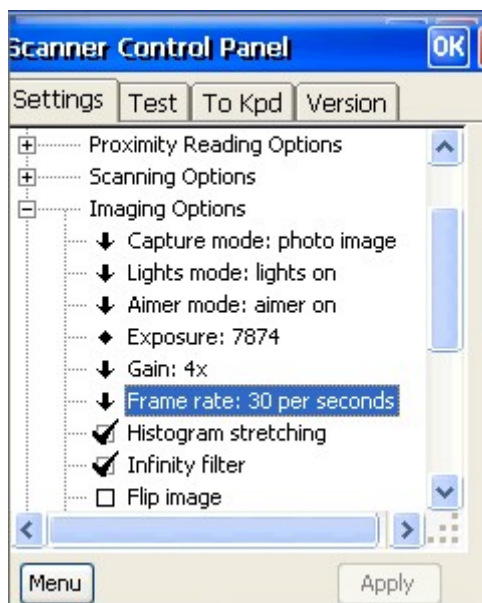 Scanner Control Panel OK
Settings Test To Kpd Version
Proximity Reading Options
Scanning Options
Imaging Options
Capture mode: photo image
Lights mode: lights on
Aimer mode: aimer on
Exposure: 7874
Gain: 4x
Frame rate: 30 per seconds
Histogram stretching
Infinity filter
Flip image
Menu Apply